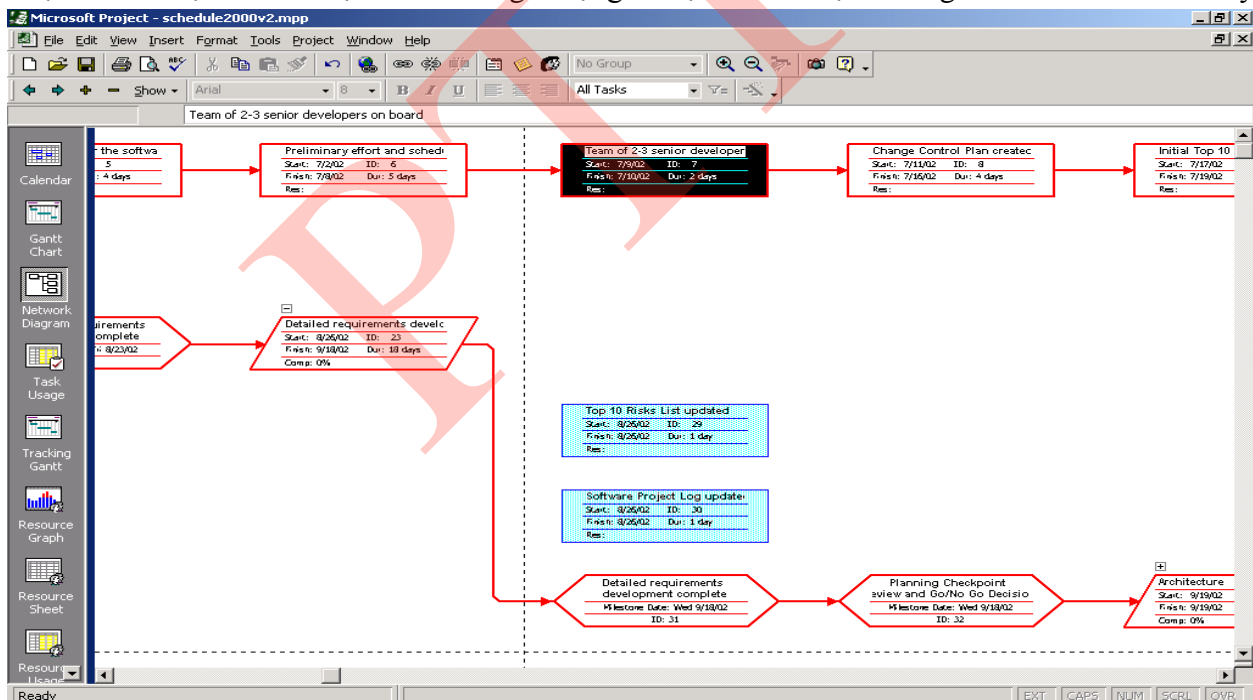 Microsoft Project - schedule2000v2.mpp
File Edit View Insert Format Tools Project Window Help
No Group
Show Arial 8 B I U All Tasks
Team of 2-3 senior developers on board
Calendar
Gantt
Chart
Network
Diagram
Task
Usage
Tracking
Gantt
Resource
Graph
Resource
Sheet
Resource
Usage
the softwa
5
: 4 days
Preliminary effort and sched
Start: 7/2/02 ID: 6
Finish: 7/8/02 Dur: 5 days
Res:
Team of 2-3 senior developer
Start: 7/9/02 ID: 7
Finish: 7/10/02 Dur: 2 days
Res:
Change Control Plan createc
Start: 7/11/02 ID: 8
Finish: 7/16/02 Dur: 4 days
Res:
Initial Top 10
Start: 7/17/02
Finish: 7/19/02
Res:
uirements
omplete
8/23/02
Detailed requirements develc
Start: 8/26/02 ID: 23
Finish: 9/18/02 Dur: 18 days
Comp: 0%
Top 10 Risks List updated
Start: 8/26/02 ID: 29
Finish: 8/26/02 Dur: 1 day
Res:
Software Project Log update
Start: 8/26/02 ID: 30
Finish: 8/26/02 Dur: 1 day
Res:
Detailed requirements
development complete
Milestone Date: Wed 9/18/02
ID: 31
Planning Checkpoint
eview and Go/No Go Decisio
Milestone Date: Wed 9/18/02
ID: 32
Architecture
Start: 9/19/02
Finish: 9/19/02
Comp: 0%
Ready
EXT CAPS NUM SCRL OVR